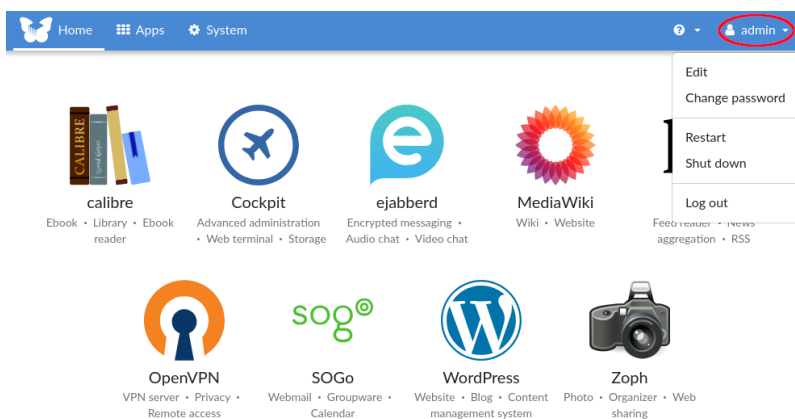 Home Apps System admin
Edit
Change password
Restart
Shut down
Log out
CALIBRE
calibre
Ebook • Library • Ebook
reader
Cockpit
Advanced administration
• Web terminal • Storage
ejabberd
Encrypted messaging •
Audio chat • Video chat
MediaWiki
Wiki • Website
Feed reader • News
aggregation • RSS
OpenVPN
VPN server • Privacy •
Remote access
sogo
SOGo
Webmail • Groupware •
Calendar
WordPress
Website • Blog • Content
management system
Zoph
Photo • Organizer • Web
sharing